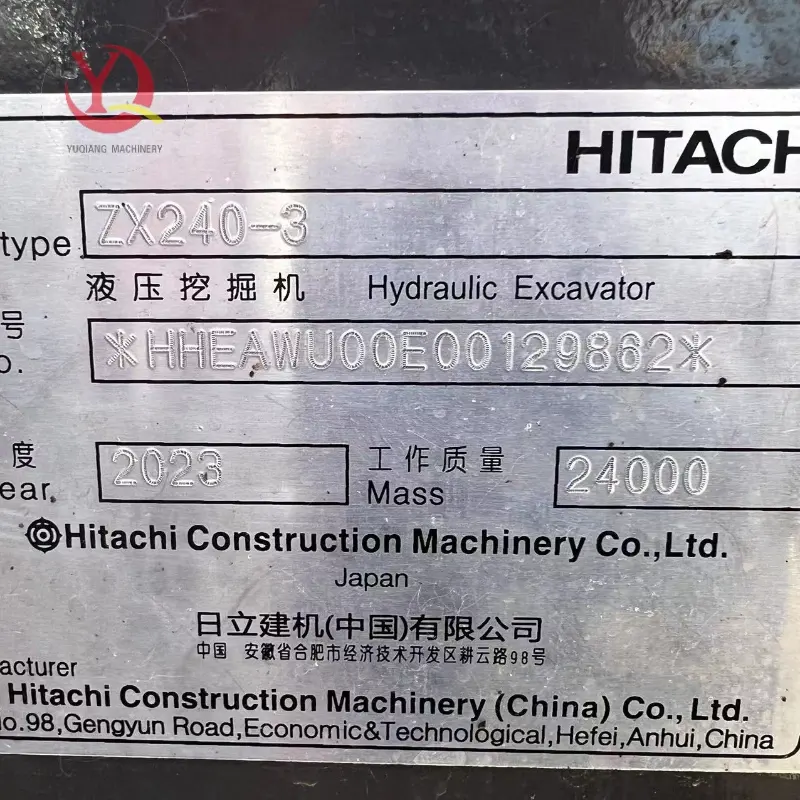 YQ
YUQIANG MACHINERY
HITACH
type ZX240-3
液压挖掘机 Hydraulic Excavator
号
o. *HHEAWU00E00129862*
度 工作质量
ear. 2023 Mass 24000
Hitachi Construction Machinery Co.,Ltd.
Japan
日立建机(中国)有限公司
中国 安徽省合肥市经济技术开发区耕云路98号
acturer
Hitachi Construction Machinery (China) Co., Ltd.
No.98,Gengyun Road,Economic&Technological,Hefei,Anhui,China